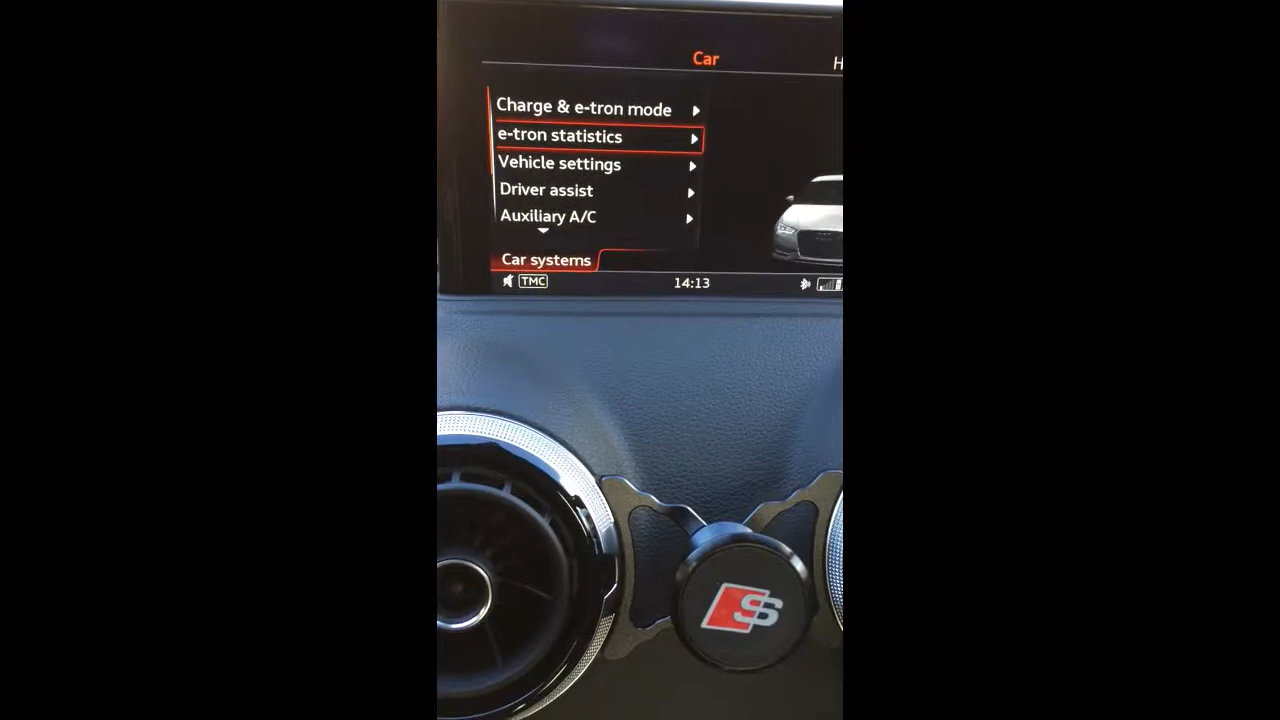 Car
H
Charge & e-tron mode
e-tron statistics
Vehicle settings
Driver assist
Auxiliary A/C
Car systems
TMC
14:13
S